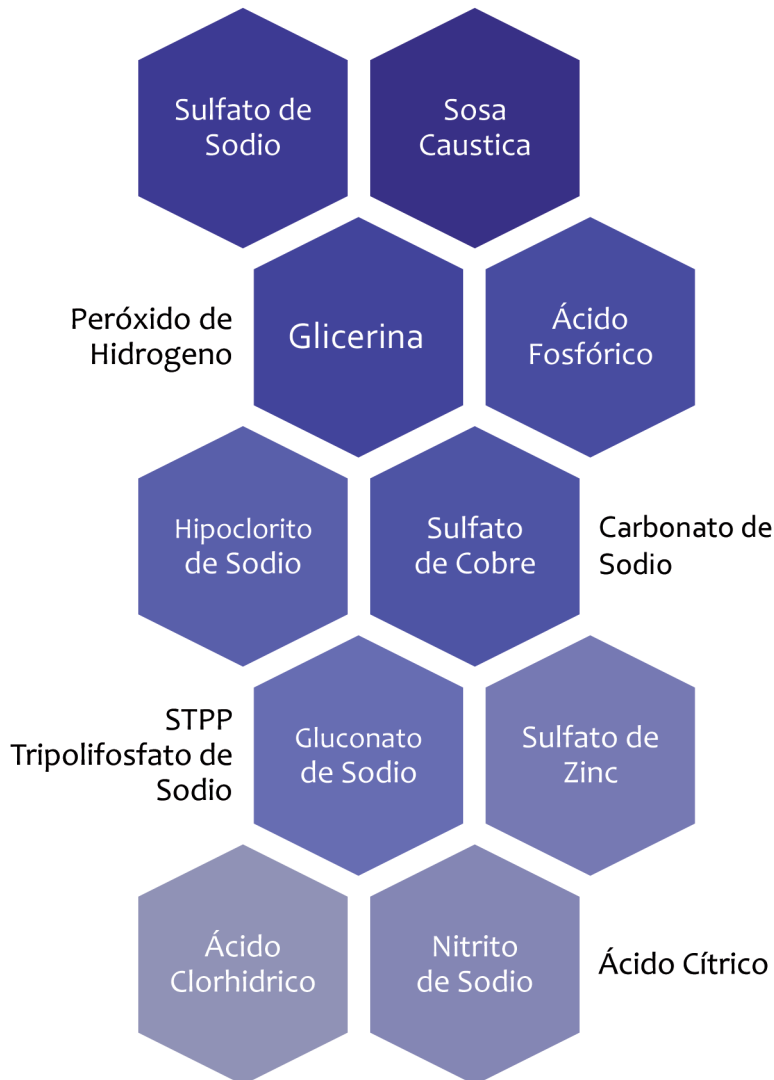 Sulfato de
Sodio
Sosa
Caustica
Peróxido de
Hidrogeno
Glicerina
Ácido
Fosfórico
Hipoclorito
de Sodio
Sulfato
de Cobre
Carbonato de
Sodio
STPP
Tripolifosfato de
Sodio
Gluconato
de Sodio
Sulfato de
Zinc
Ácido
Clorhidrico
Nitrito
de Sodio
Ácido Cítrico